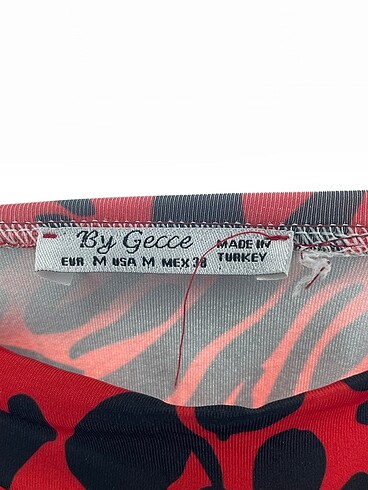 By Gecce
MADE IN
TURKEY
EUR M USA M MEX 38